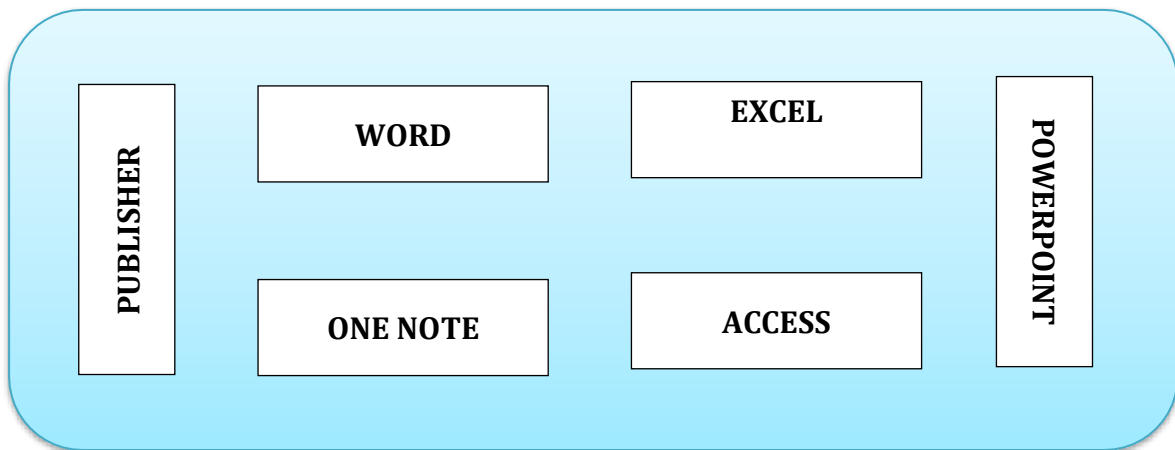 PUBLISHER
WORD
EXCEL
POWERPOINT
ONE NOTE
ACCESS